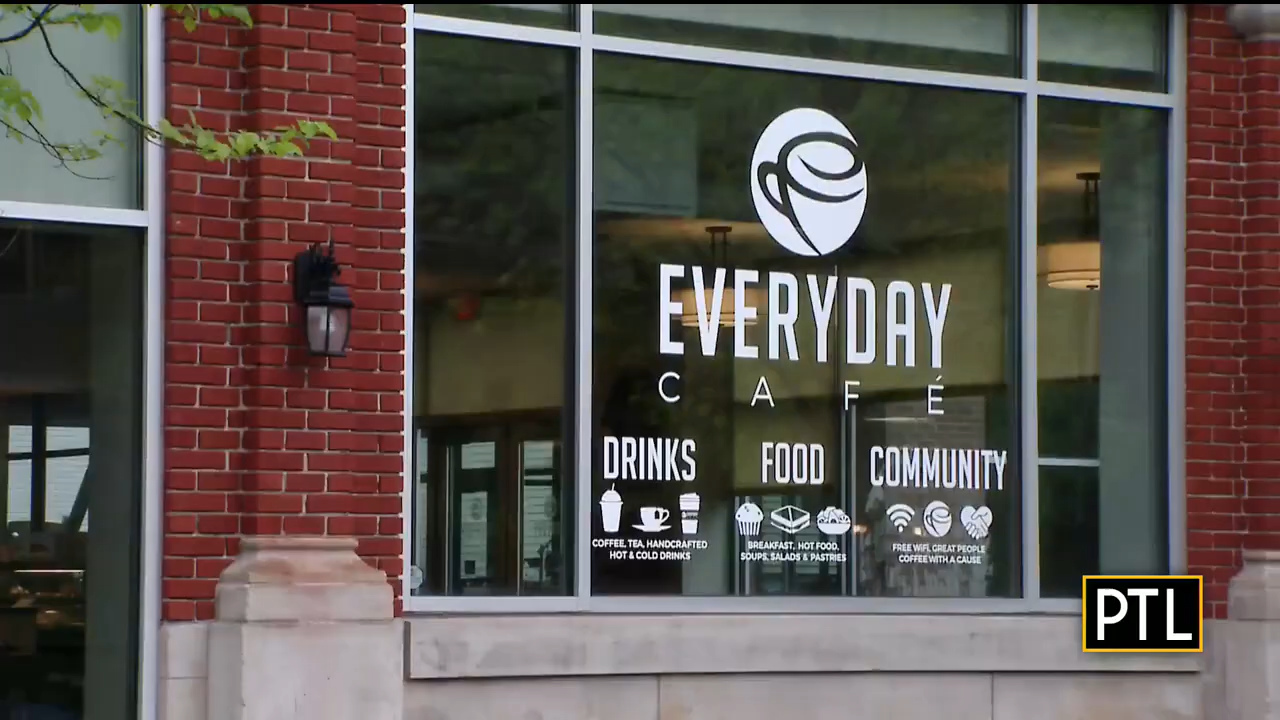 EVERYDAY
CAFÉ
DRINKS
COFFEE, TEA, HANDCRAFTED
HOT & COLD DRINKS
FOOD
BREAKFAST, HOT FOOD,
SOUPS, SALADS & PASTRIES
COMMUNITY
FREE WIFI, GREAT PEOPLE
COFFEE WITH A CAUSE
PTL